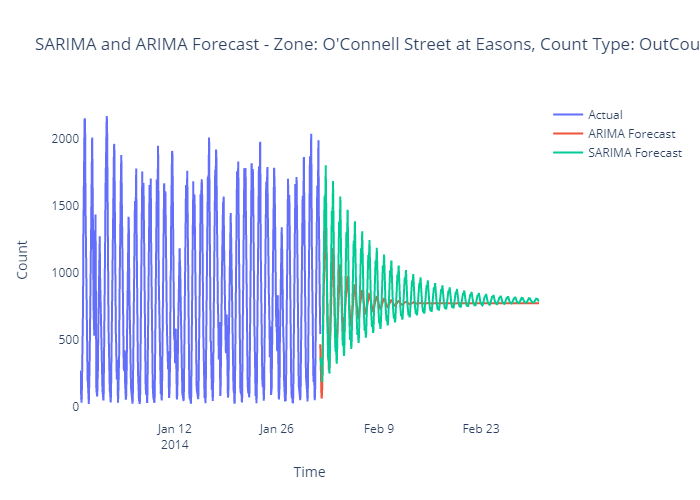 SARIMA and ARIMA Forecast - Zone: O'Connell Street at Easons, Count Type: OutCou
Actual
ARIMA Forecast
SARIMA Forecast
2000
1500
1000
500
0
Count
Jan 12
2014
Jan 26
Feb 9
Feb 23
Time